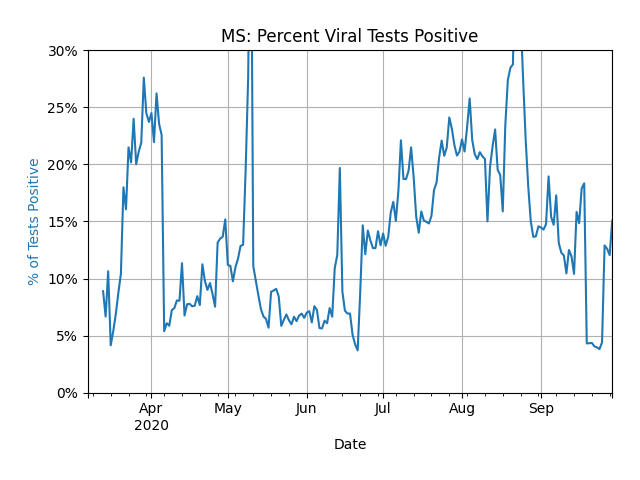 MS: Percent Viral Tests Positive
30%
25%
20%
15%
10%
5%
0%
% of Tests Positive
Apr May Jun Jul Aug Sep
2020
Date